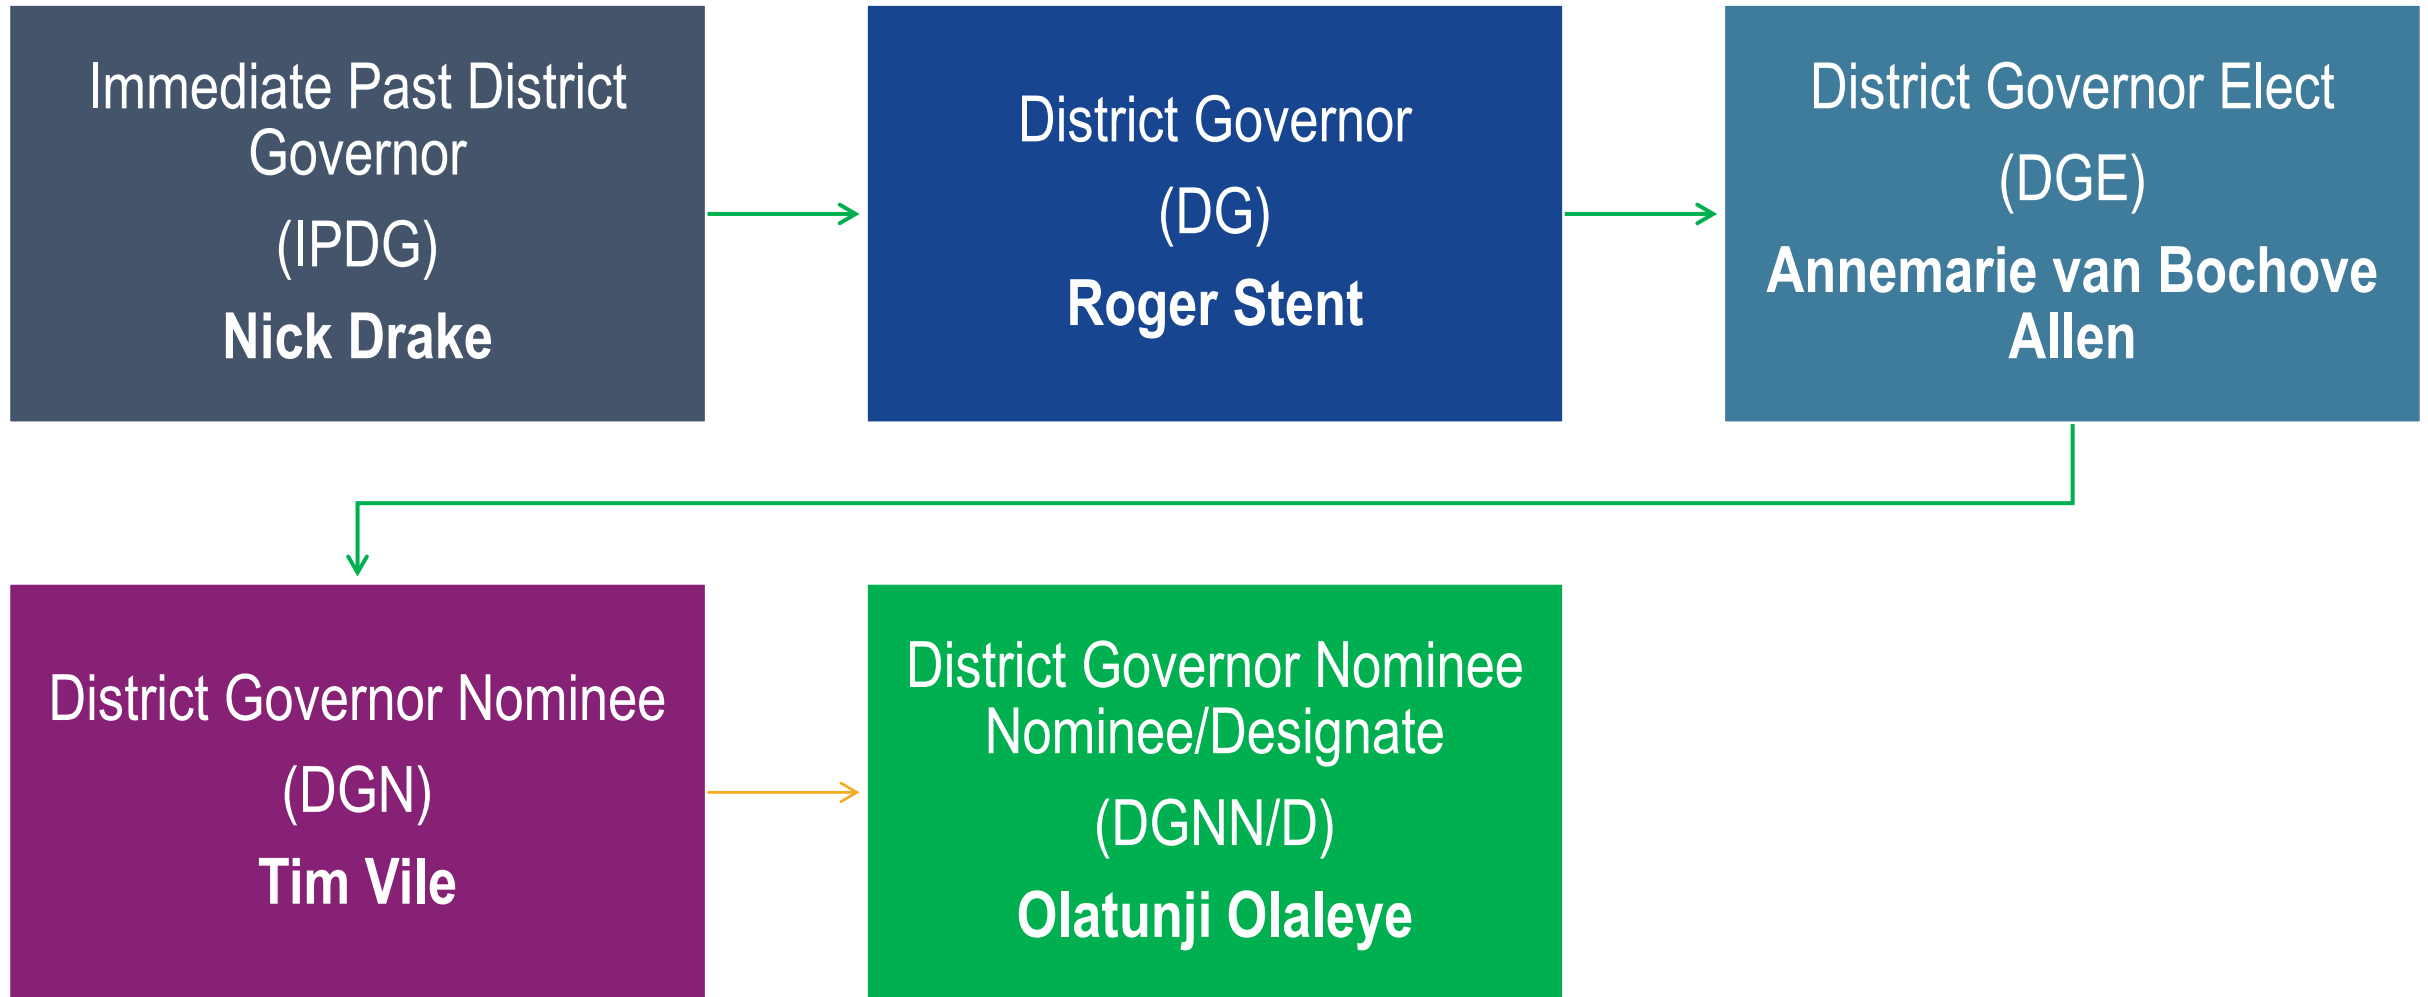 Immediate Past District
Governor
(IPDG)
Nick Drake
District Governor
(DG)
Roger Stent
District Governor Elect
(DGE)
Annemarie van Bochove
Allen
District Governor Nominee
(DGN)
Tim Vile
District Governor Nominee
Nominee/Designate
(DGNN/D)
Olatunji Olaleye